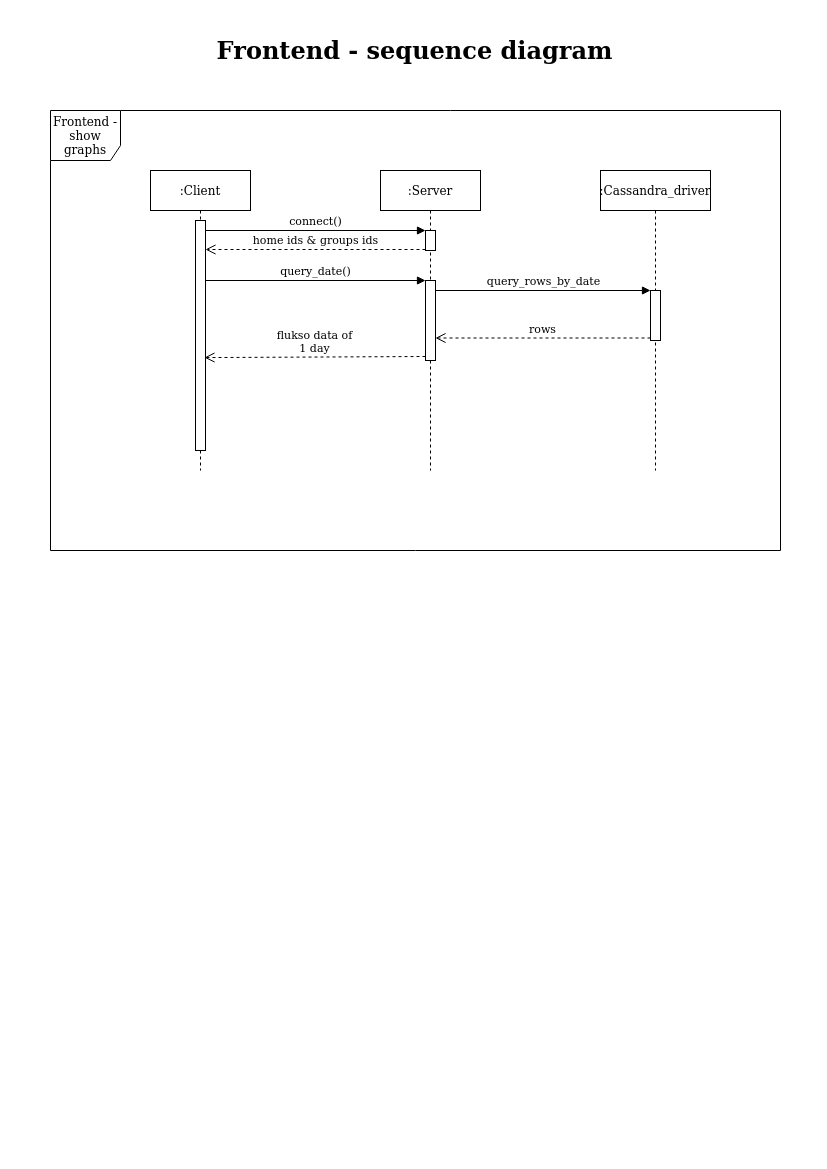 Frontend - sequence diagram
Frontend -
show
graphs
:Client
:Server
:Cassandra_driver
connect()
home ids & groups ids
query_date()
query_rows_by_date
rows
flukso data of
1 day